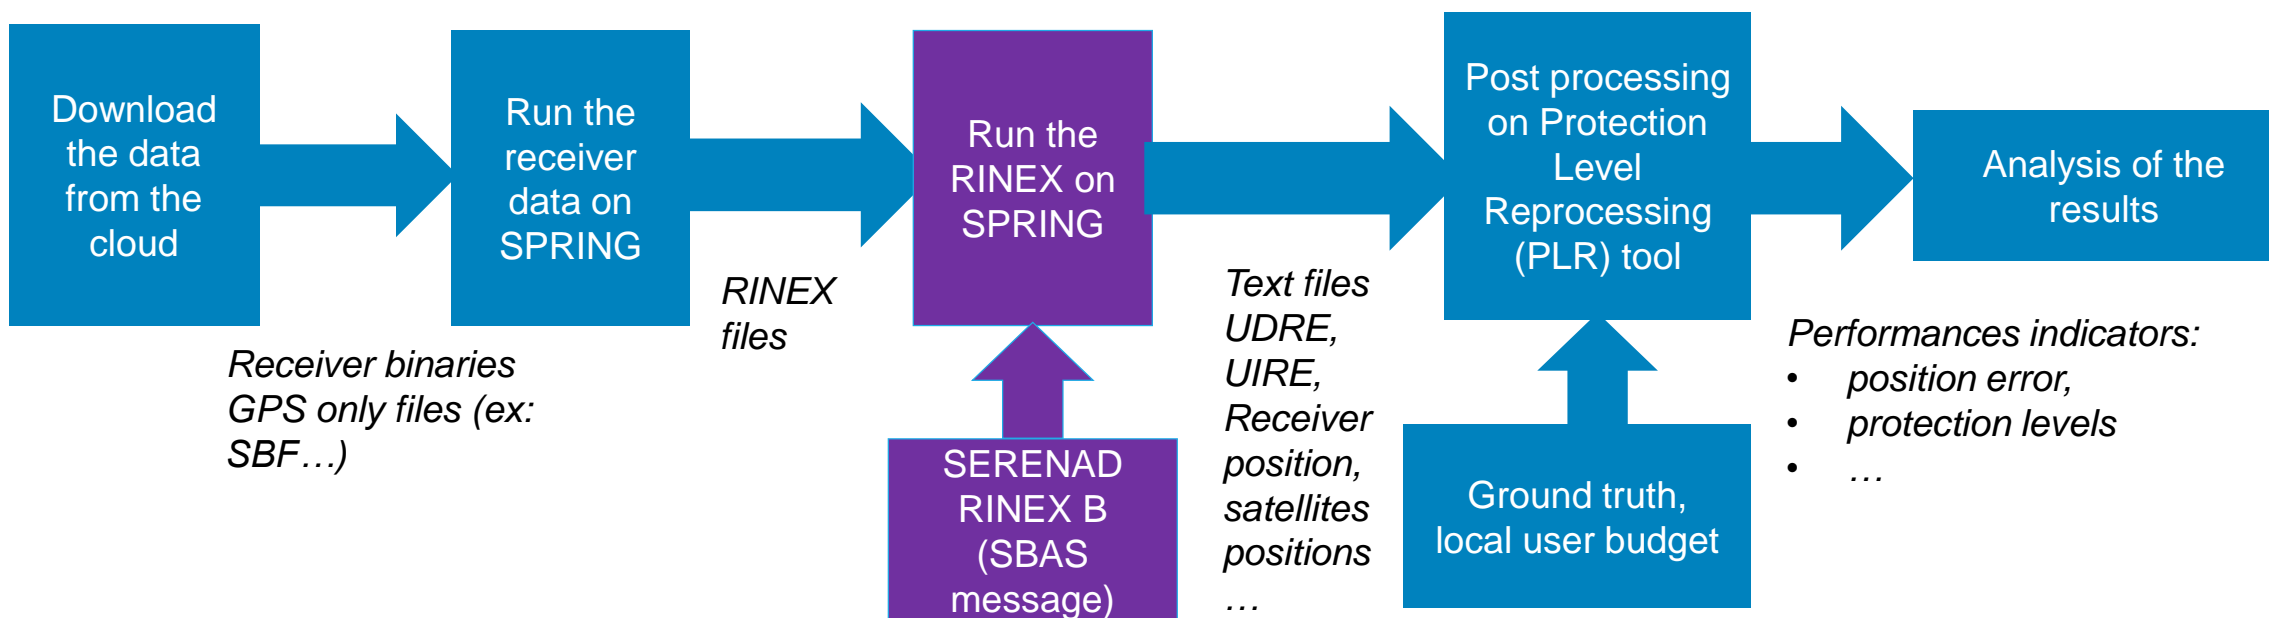 Download
the data
from the
cloud
Receiver binaries
GPS only files (ex:
SBF…)
Run the
receiver
data on
SPRING
RINEX
files
Run the
RINEX on
SPRING
SERENAD
RINEX B
(SBAS
message)
Text files
UDRE,
UIRE,
Receiver
position,
satellites
positions
…
Post processing
on Protection
Level
Reprocessing
(PLR) tool
Ground truth,
local user budget
Analysis of the
results
Performances indicators:
• position error,
• protection levels
• …